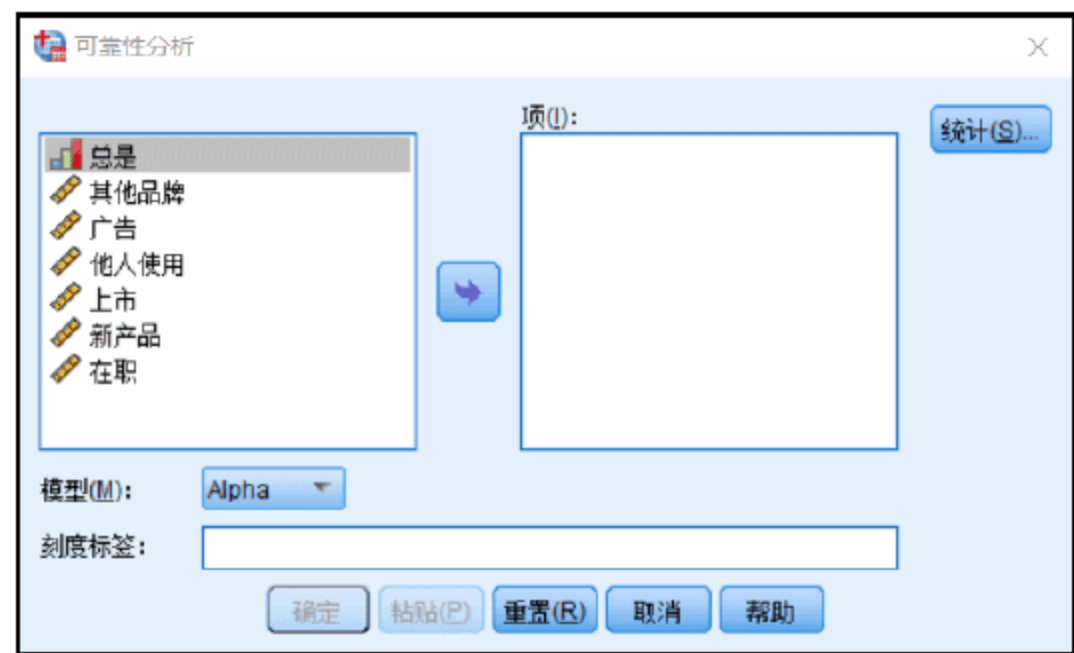 可靠性分析
项(I):
统计(S)...
总是
其他品牌
广告
他人使用
上市
新产品
在职
模型(M):
Alpha
刻度标签:
确定 粘贴(P) 重置(R) 取消 帮助